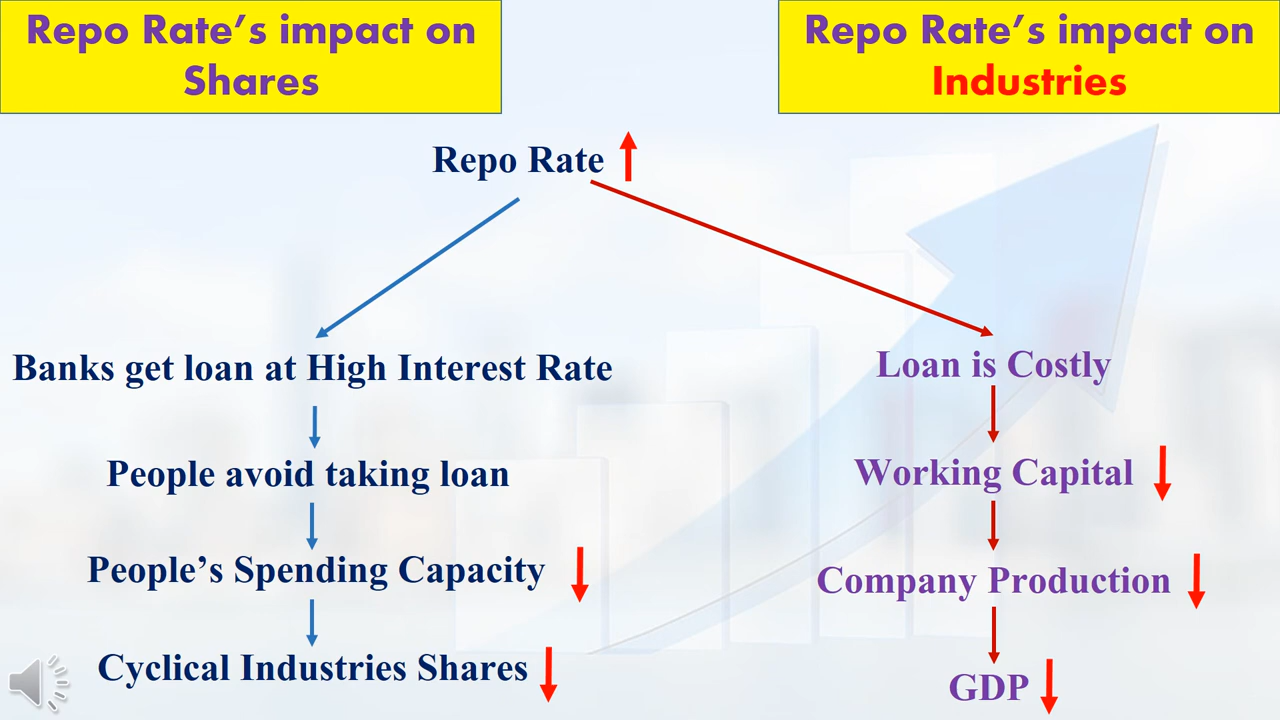 Repo Rate’s impact on
Shares
Repo Rate’s impact on
Industries
Repo Rate
Banks get loan at High Interest Rate
People avoid taking loan
People’s Spending Capacity
Cyclical Industries Shares
Loan is Costly
Working Capital
Company Production
GDP